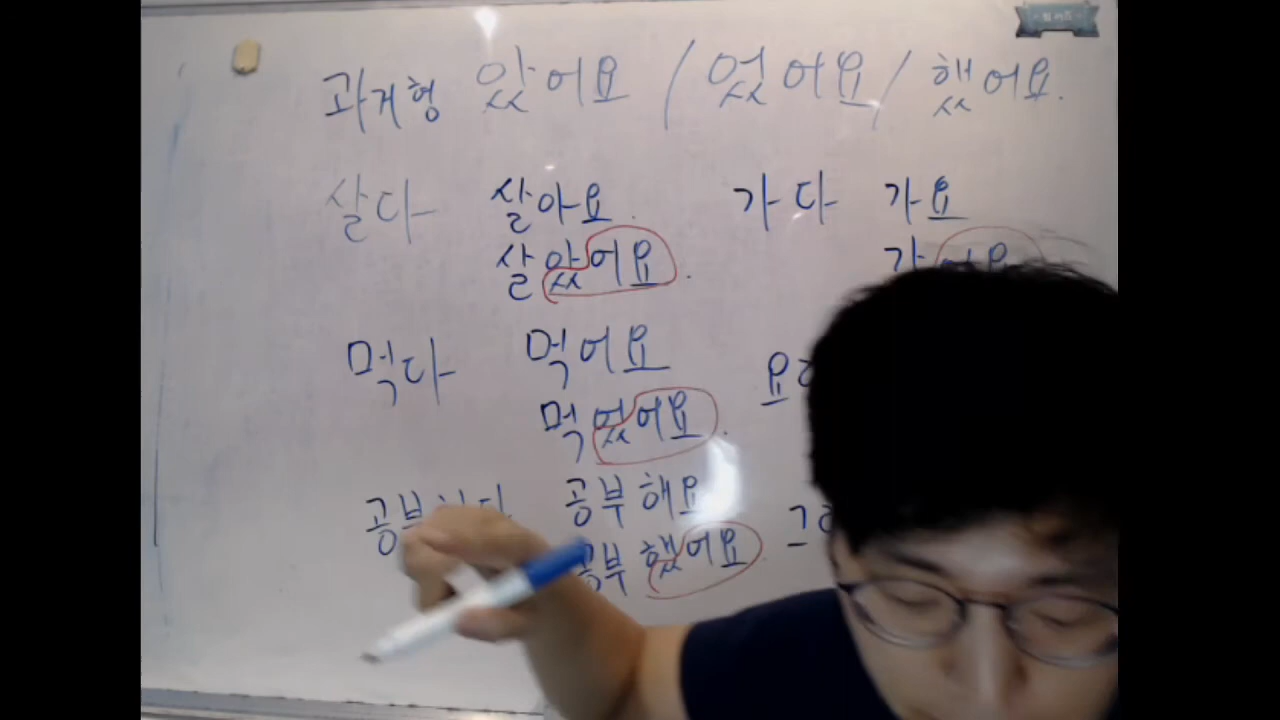 과거형 았어요 / 었어요 / 했어요.
살다 살아요. 가다 가요
살았어요.
먹다 먹어요
먹었어요.
공부해요
공부했어요